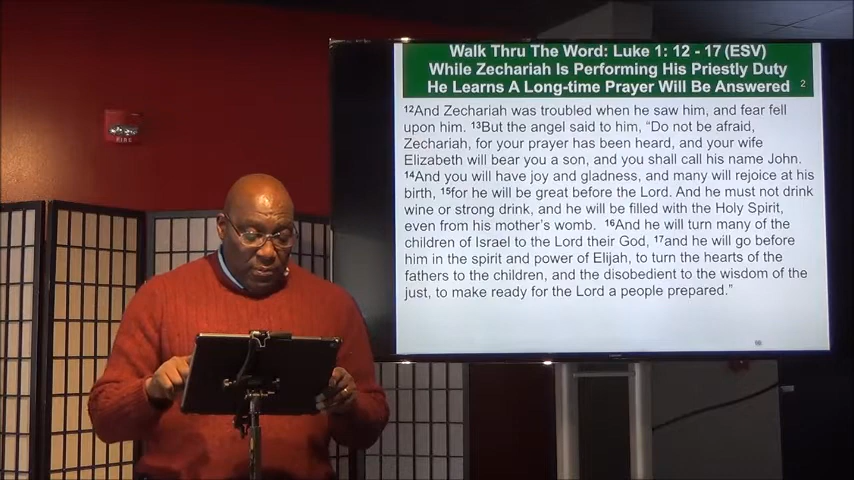 Walk Thru The Word: Luke 1: 12 - 17 (ESV)
While Zechariah Is Performing His Priestly Duty
He Learns A Long-time Prayer Will Be Answered 2
12And Zechariah was troubled when he saw him, and fear fell
upon him. 13But the angel said to him, “Do not be afraid,
Zechariah, for your prayer has been heard, and your wife
Elizabeth will bear you a son, and you shall call his name John.
14And you will have joy and gladness, and many will rejoice at his
birth, 15for he will be great before the Lord. And he must not drink
wine or strong drink, and he will be filled with the Holy Spirit,
even from his mother’s womb. 16And he will turn many of the
children of Israel to the Lord their God, 17and he will go before
him in the spirit and power of Elijah, to turn the hearts of the
fathers to the children, and the disobedient to the wisdom of the
just, to make ready for the Lord a people prepared.”
FIRE